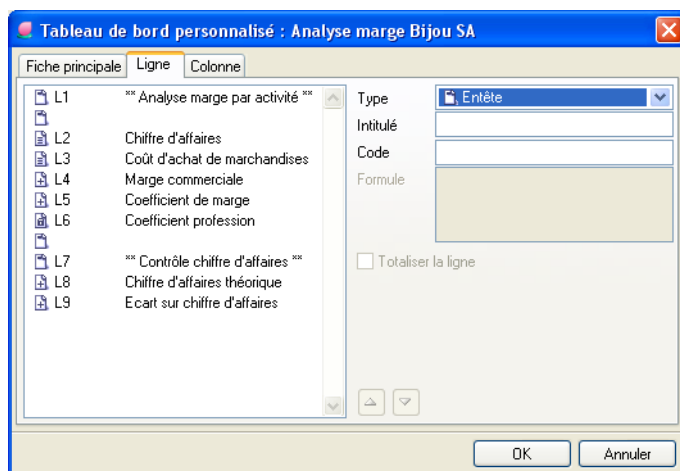 Tableau de bord personnalisé : Analyse marge Bijou SA
Fiche principale Ligne Colonne
L1 ** Analyse marge par activité **
L2 Chiffre d'affaires
L3 Coût d'achat de marchandises
L4 Marge commerciale
L5 Coefficient de marge
L6 Coefficient profession
L7 ** Contrôle chiffre d'affaires **
L8 Chiffre d'affaires théorique
L9 Ecart sur chiffre d'affaires
Type Entête
Intitulé
Code
Formule
Totaliser la ligne
OK Annuler